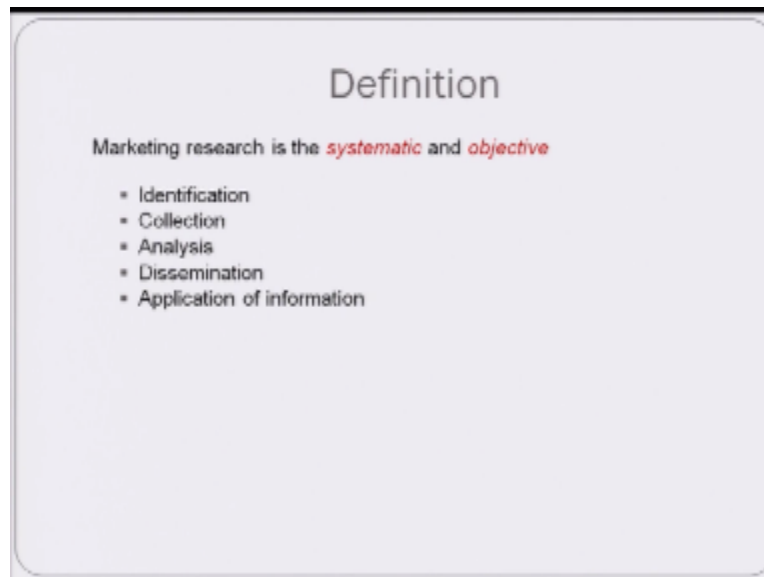 Definition
Marketing research is the systematic and objective
▪ Identification
▪ Collection
▪ Analysis
▪ Dissemination
▪ Application of information